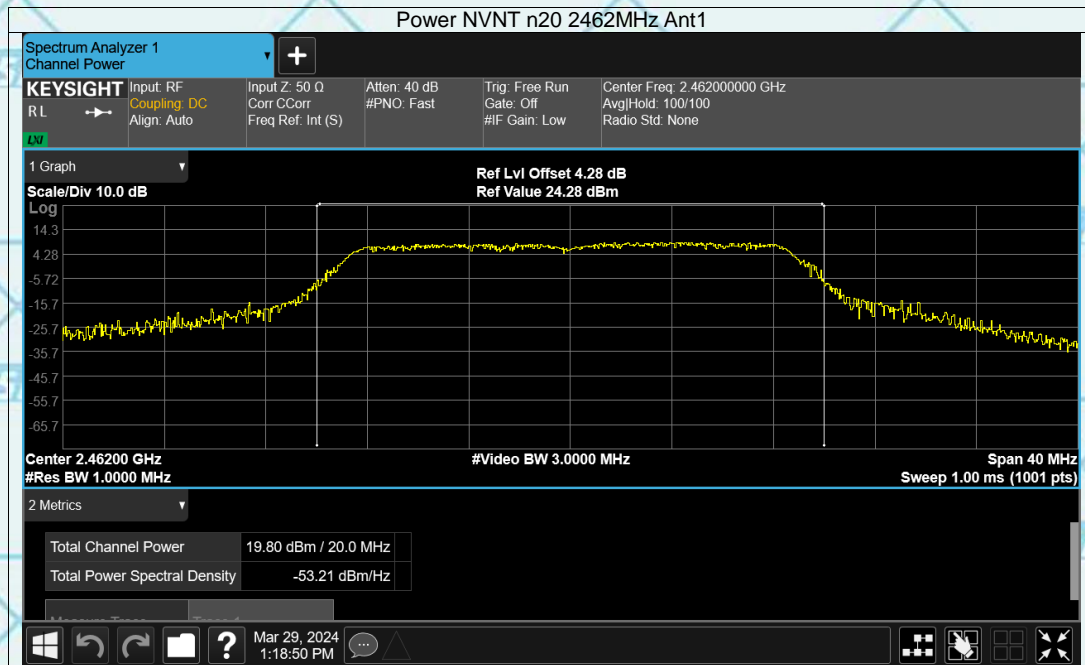 Power NVNT n20 2462MHz Ant1
Spectrum Analyzer 1
Channel Power
KEYSIGHT
R L
LXI
Input: RF
Coupling: DC
Align: Auto
Input Z: 50 Ω
Corr CCorr
Freq Ref: Int (S)
Atten: 40 dB
#PNO: Fast
Trig: Free Run
Gate: Off
#IF Gain: Low
Center Freq: 2.462000000 GHz
Avg|Hold: 100/100
Radio Std: None
1 Graph
Scale/Div 10.0 dB
Ref Lvl Offset 4.28 dB
Ref Value 24.28 dBm
Log
14.3
4.28
-5.72
-15.7
-25.7
-35.7
-45.7
-55.7
-65.7
Center 2.46200 GHz
#Video BW 3.0000 MHz
Span 40 MHz
#Res BW 1.0000 MHz
Sweep 1.00 ms (1001 pts)
2 Metrics
Total Channel Power 19.80 dBm / 20.0 MHz
Total Power Spectral Density -53.21 dBm/Hz
Mar 29, 2024
1:18:50 PM